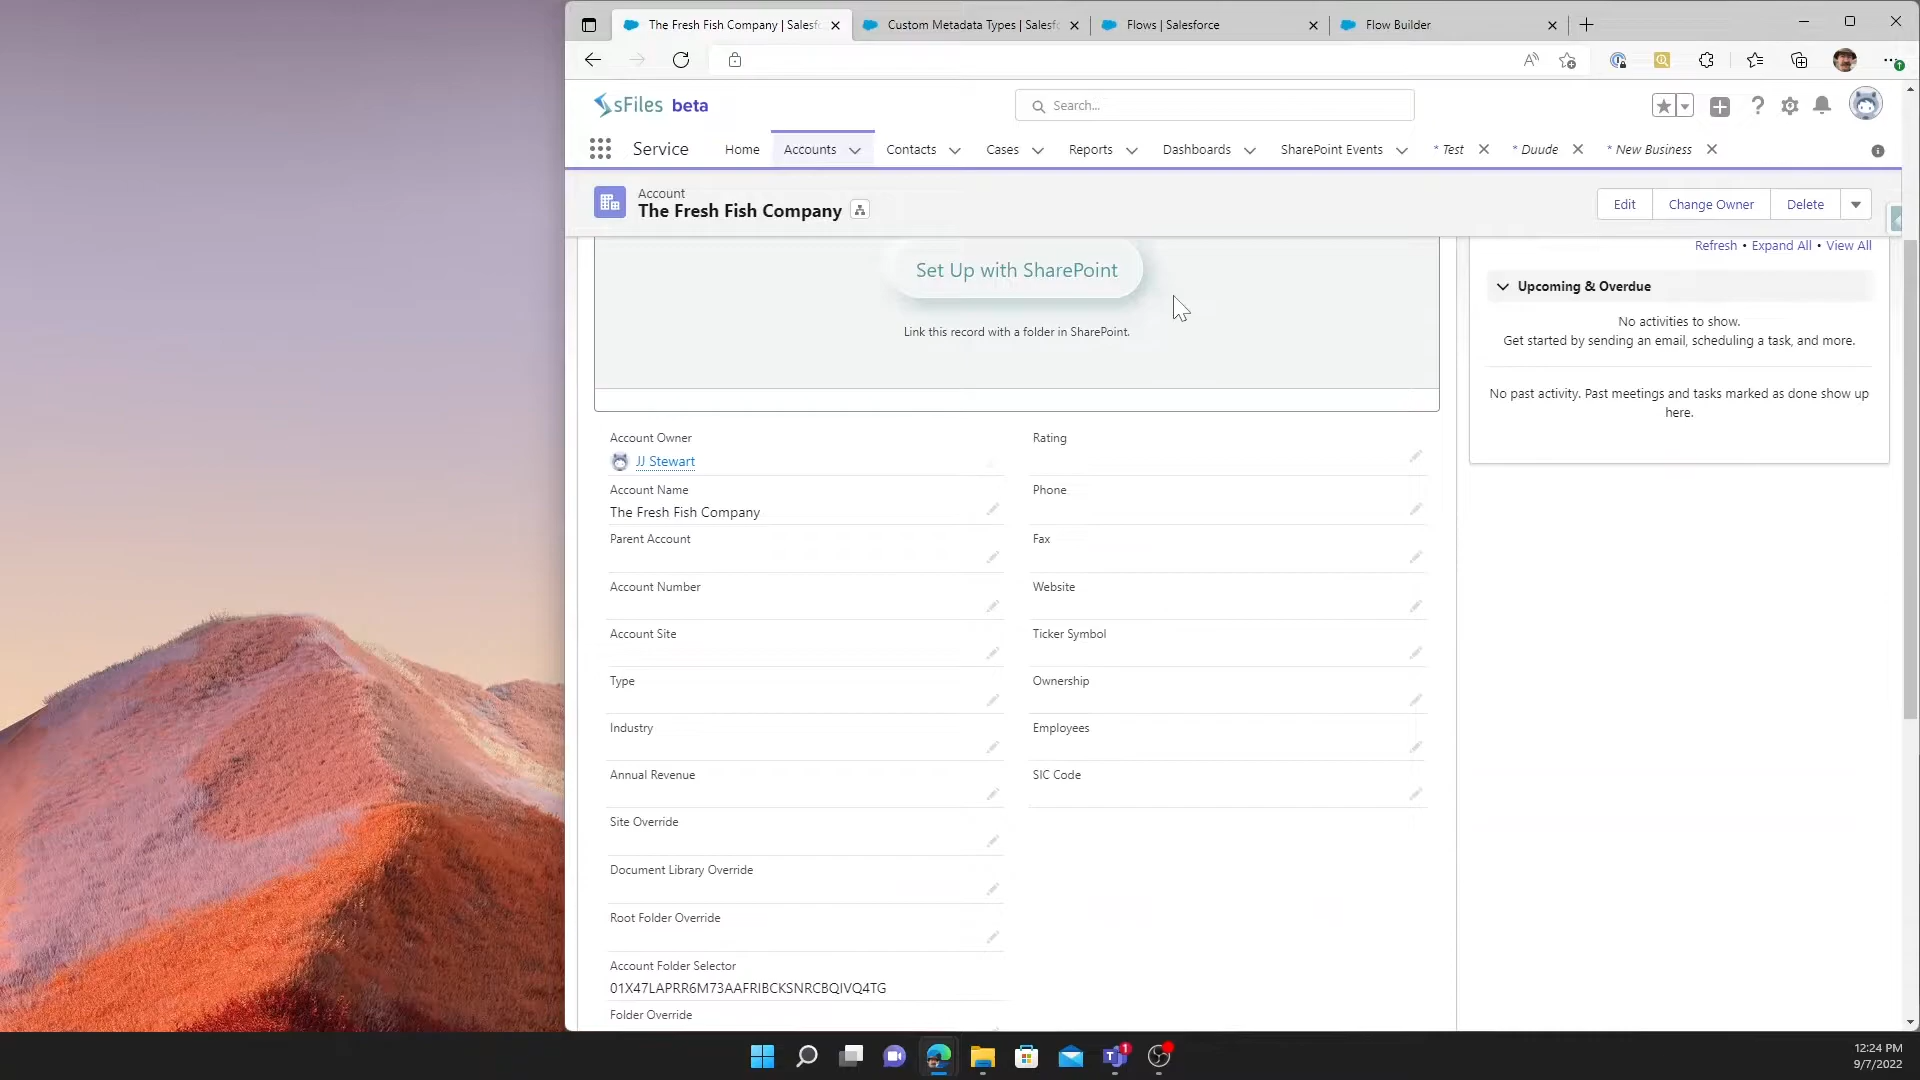 The Fresh Fish Company | Salesf
Custom Metadata Types | Salesf
Flows | Salesforce
Flow Builder
sFiles beta
Search...
Service
Home
Accounts
Contacts
Cases
Reports
Dashboards
SharePoint Events
* Test
* Duude
* New Business
Account
The Fresh Fish Company
Edit
Change Owner
Delete
Set Up with SharePoint
Link this record with a folder in SharePoint.
Refresh • Expand All • View All
Upcoming & Overdue
No activities to show.
Get started by sending an email, scheduling a task, and more.
No past activity. Past meetings and tasks marked as done show up
here.
Account Owner
JJ Stewart
Rating
Account Name
The Fresh Fish Company
Phone
Parent Account
Fax
Account Number
Website
Account Site
Ticker Symbol
Type
Ownership
Industry
Employees
Annual Revenue
SIC Code
Site Override
Document Library Override
Root Folder Override
Account Folder Selector
01X47LAPRR6M73AAFRIBCKSNRCBQIVQ4TG
Folder Override
1
12:24 PM
9/7/2022